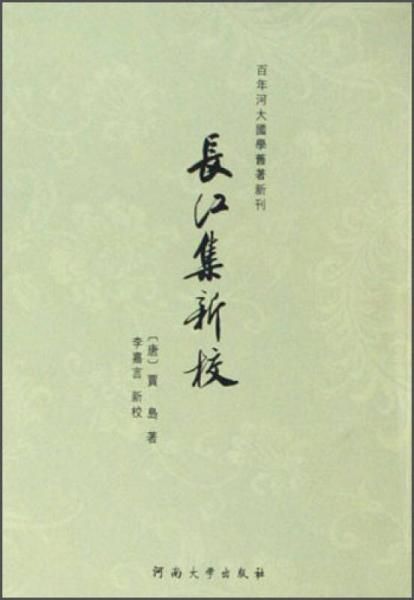 百年河大國學舊著新刊
長江集新校
〔唐〕賈島 著
李嘉言 新校
河南大学出版社